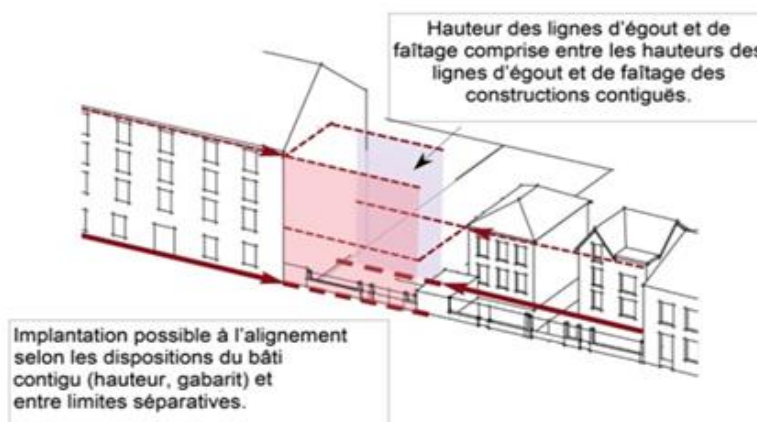 Hauteur des lignes d'égout et de
faîtage comprise entre les hauteurs des
lignes d'égout et de faîtage des
constructions contiguës.
Implantation possible à l'alignement
selon les dispositions du bâti
contigu (hauteur, gabarit) et
entre limites séparatives.